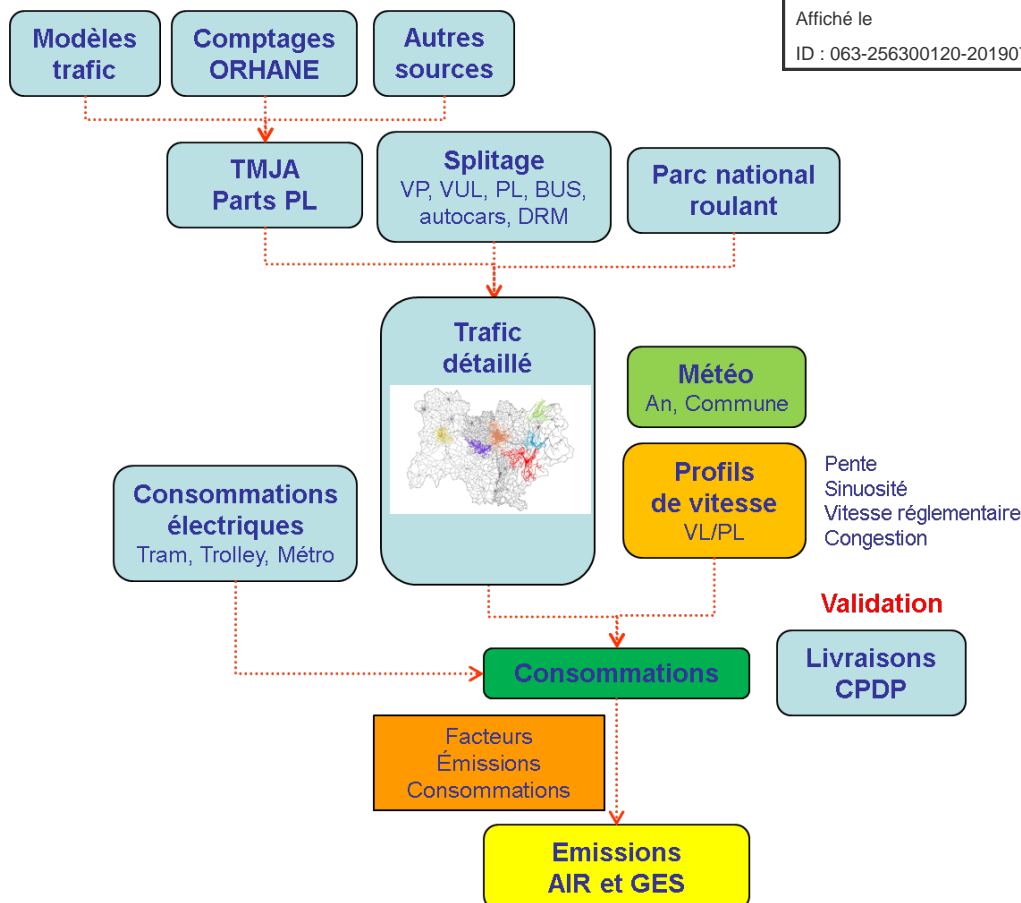 Affiché le
ID : 063-256300120-20190
Modèles
trafic
Comptages
ORHANE
Autres
sources
TMJA
Parts PL
Splitage
VP, VUL, PL, BUS,
autocars, DRM
Parc national
roulant
Trafic
détaillé
Météo
An, Commune
Profils
de vitesse
VL/PL
Pente
Sinuosité
Vitesse réglementaire
Congestion
Consommations
électriques
Tram, Trolley, Métro
Validation
Livraisons
CPDP
Consommations
Facteurs
Émissions
Consommations
Emissions
AIR et GES